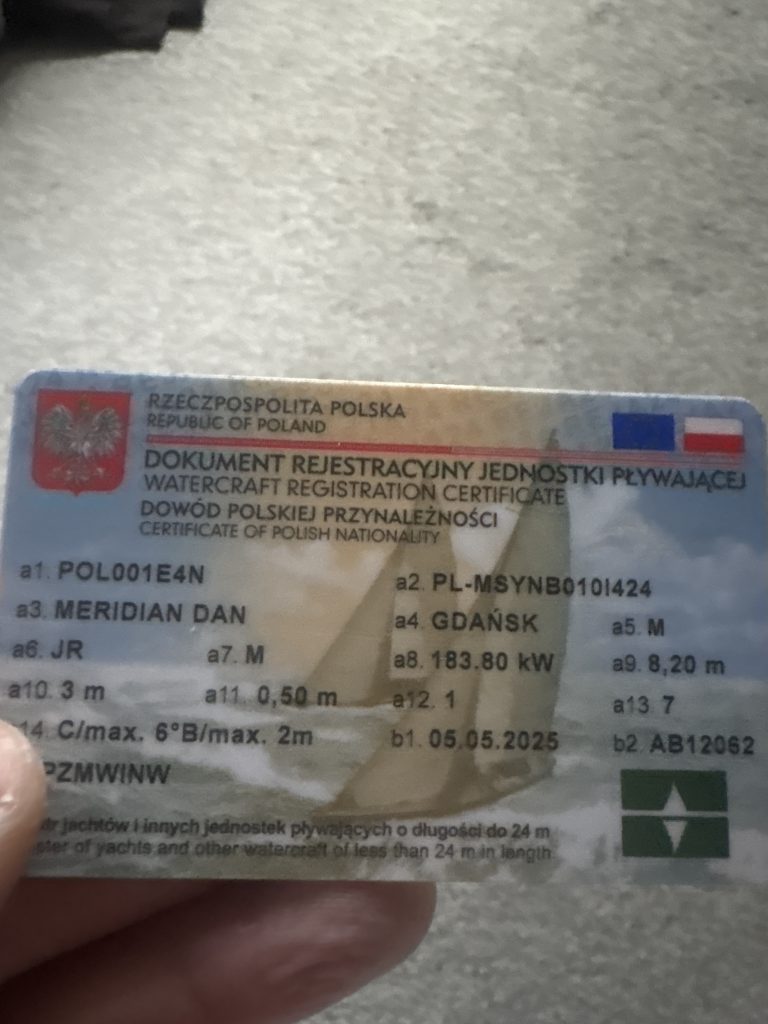 RZECZPOSPOLITA POLSKA
REPUBLIC OF POLAND
DOKUMENT REJESTRACYJNY JEDNOSTKI PŁYWAJĄCEJ
WATERCRAFT REGISTRATION CERTIFICATE
DOWÓD POLSKIEJ PRZYNALEŻNOŚCI
CERTIFICATE OF POLISH NATIONALITY
a1. POL001E4N a2. PL-MSYNB010I424
a3. MERIDIAN DAN a4. GDAŃSK a5. M
a6. JR a7. M a8. 183.80 kW a9. 8,20 m
a10. 3 m a11. 0,50 m a12. 1 a13. 7
14. C/max. 6°B/max. 2m b1. 05.05.2025 b2. AB12062
PZMWINW
jachtów i innych jednostek pływających o długości do 24 m
of yachts and other watercraft of less than 24 m in length